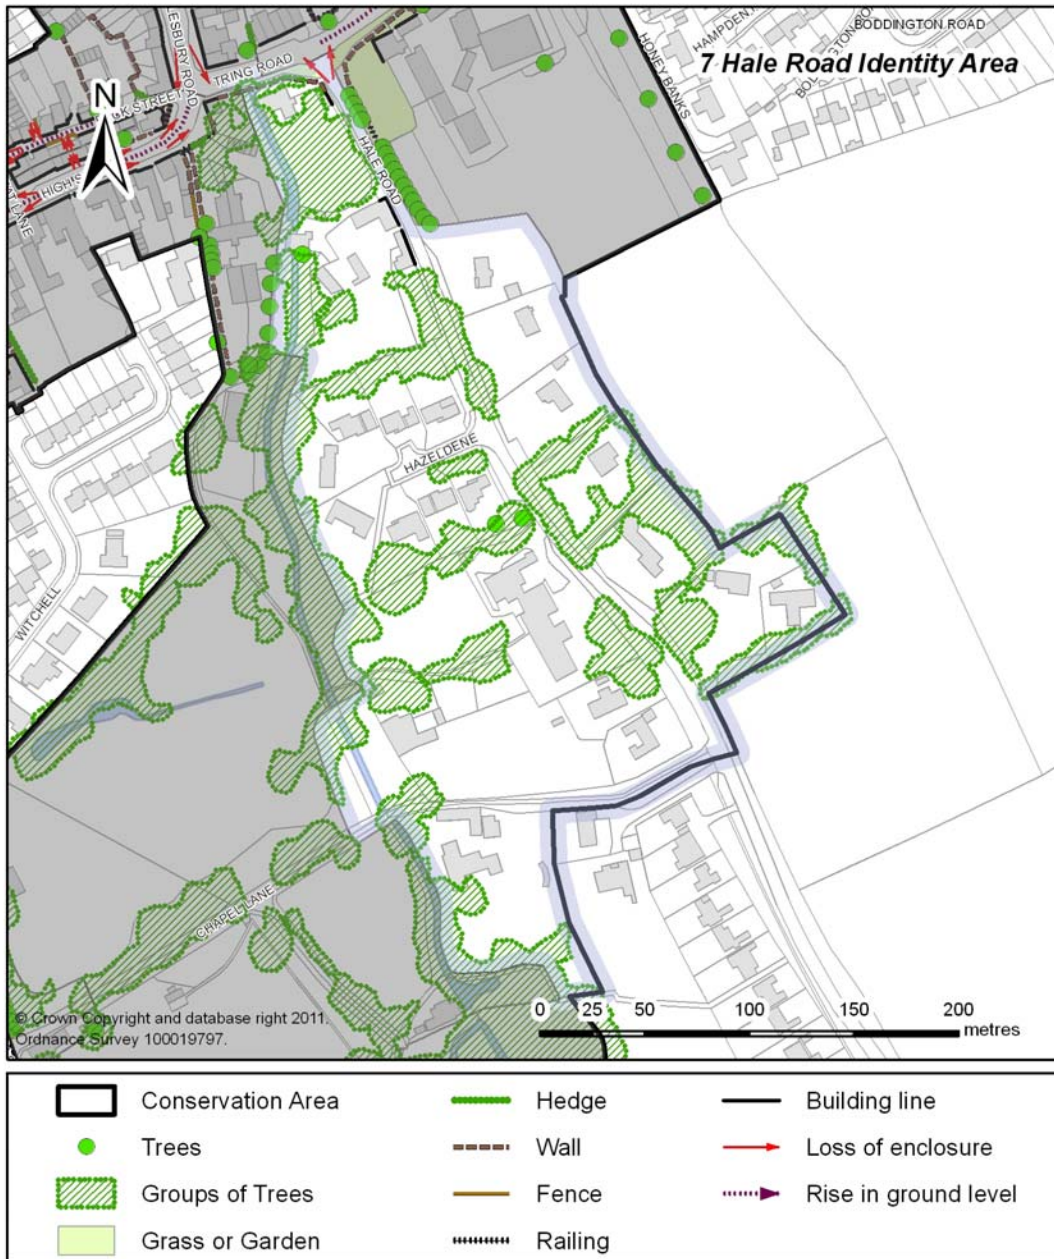 BODDINGTON ROAD
HAMPDEN
HONEY BANKS
7 Hale Road Identity Area
TRING ROAD
N
HALE ROAD
HAZELDENE
WITCHELL
CHAPEL LANE
© Crown Copyright and database right 2011.
Ordnance Survey 100019797.
0 25 50 100 150 200
metres
Conservation Area
Hedge
Building line
Trees
Wall
Loss of enclosure
Groups of Trees
Fence
Rise in ground level
Grass or Garden
Railing